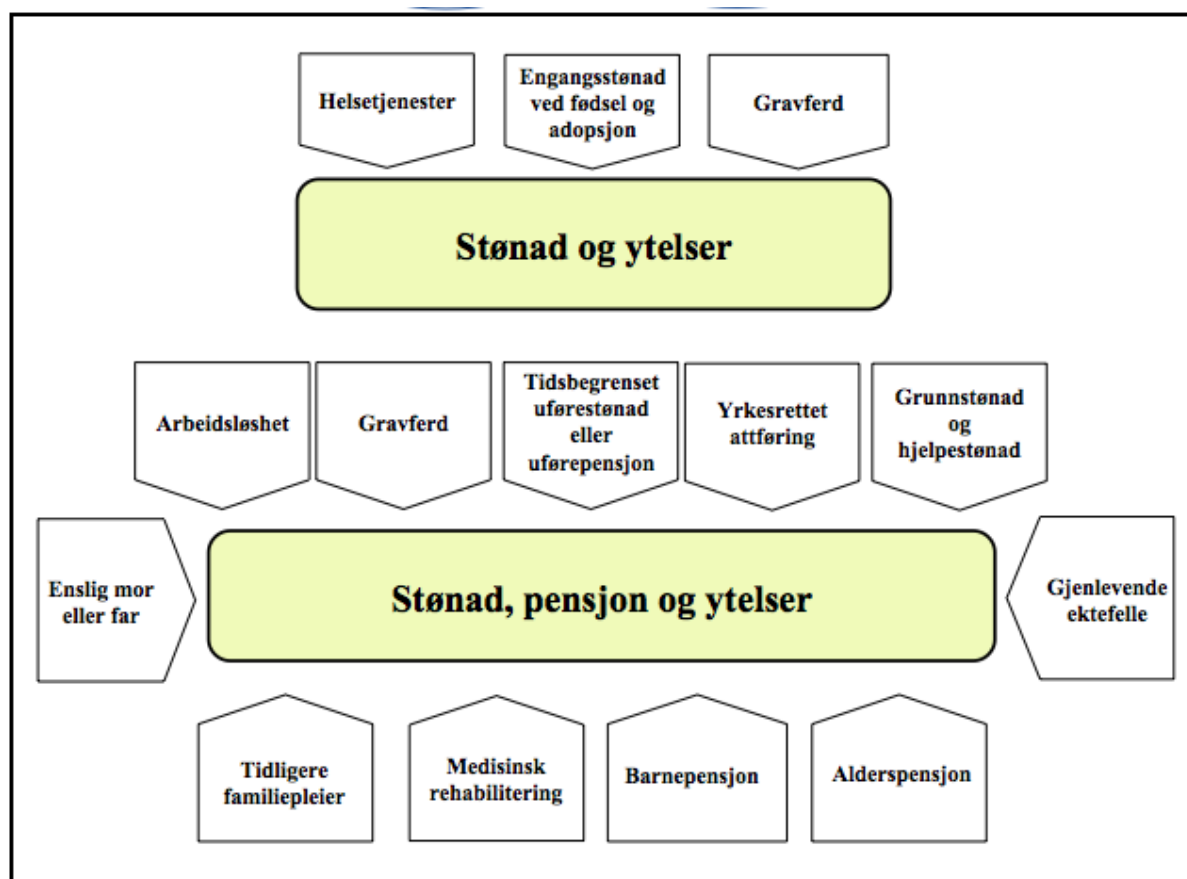 Helsetjenester
Engangsstønad
ved fødsel og
adopsjon
Gravferd
Stønad og ytelser
Arbeidsløshet
Gravferd
Tidsbegrenset
uførestønad
eller
uførepensjon
Yrkesrettet
attføring
Grunnstønad
og
hjelpestønad
Enslig mor
eller far
Stønad, pensjon og ytelser
Gjenlevende
ektefelle
Tidligere
familiepleier
Medisinsk
rehabilitering
Barnepensjon
Alderspensjon